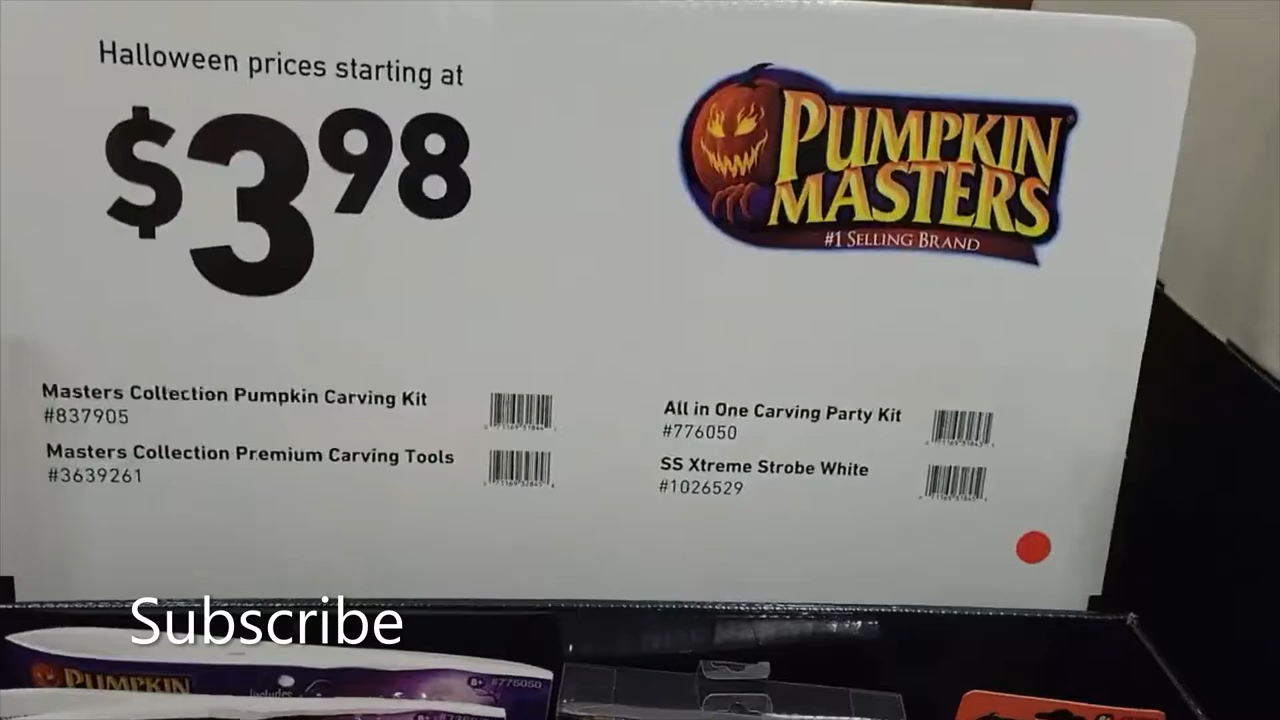 Halloween prices starting at
$3 98
PUMPKIN
MASTERS
#1 SELLING BRAND
Masters Collection Pumpkin Carving Kit
#837905
Masters Collection Premium Carving Tools
#3639261
All in One Carving Party Kit
#776050
SS Xtreme Strobe White
#1026529
Subscribe
PUMPKIN
includes
6+ #776050